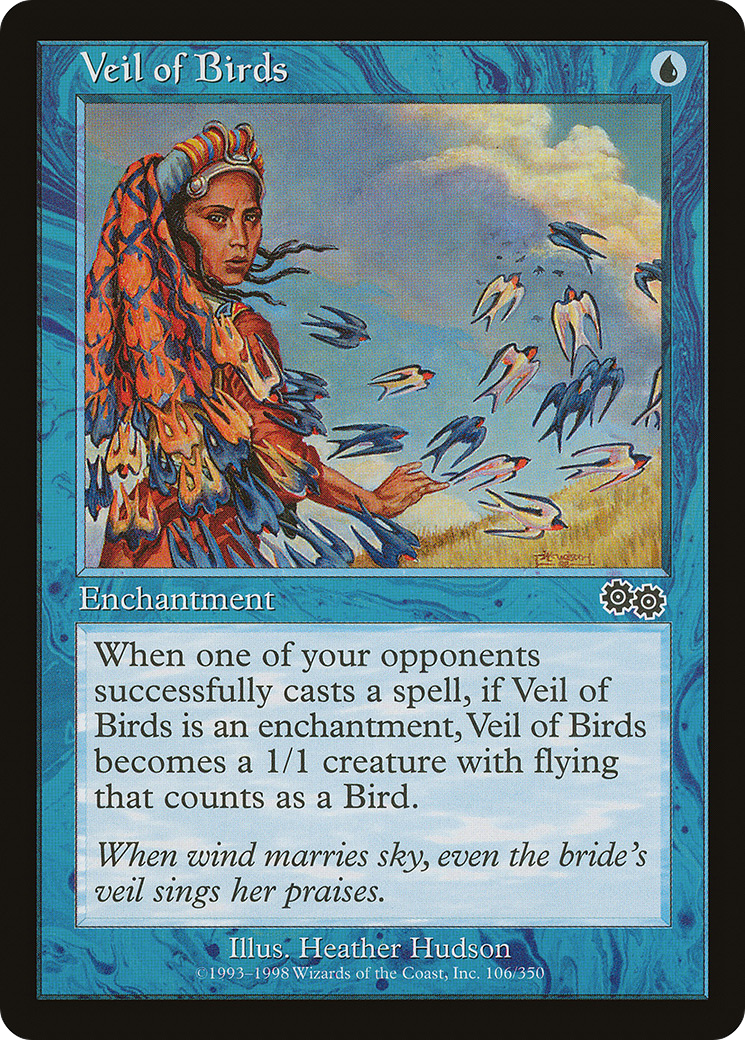 Veil of Birds
Enchantment
When one of your opponents
successfully casts a spell, if Veil of
Birds is an enchantment, Veil of Birds
becomes a 1/1 creature with flying
that counts as a Bird.
When wind marries sky, even the bride's
veil sings her praises.
Illus. Heather Hudson
©1993–1998 Wizards of the Coast, Inc. 106/350